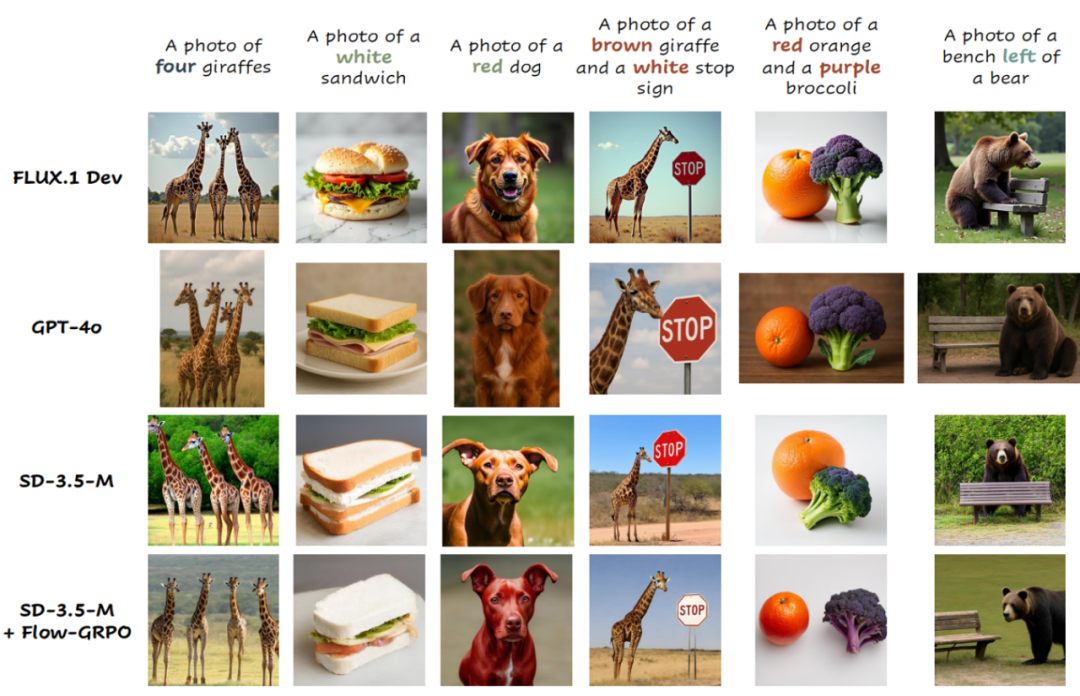 A photo of
four giraffes
A photo of a
white
sandwich
A photo of a
red dog
A photo of a
brown giraffe
and a white stop
sign
A photo of a
red orange
and a purple
broccoli
A photo of a
bench left of
a bear
FLUX.1 Dev
STOP
GPT-4o
STOP
SD-3.5-M
STOP
SD-3.5-M
+ Flow-GRPO
STOP